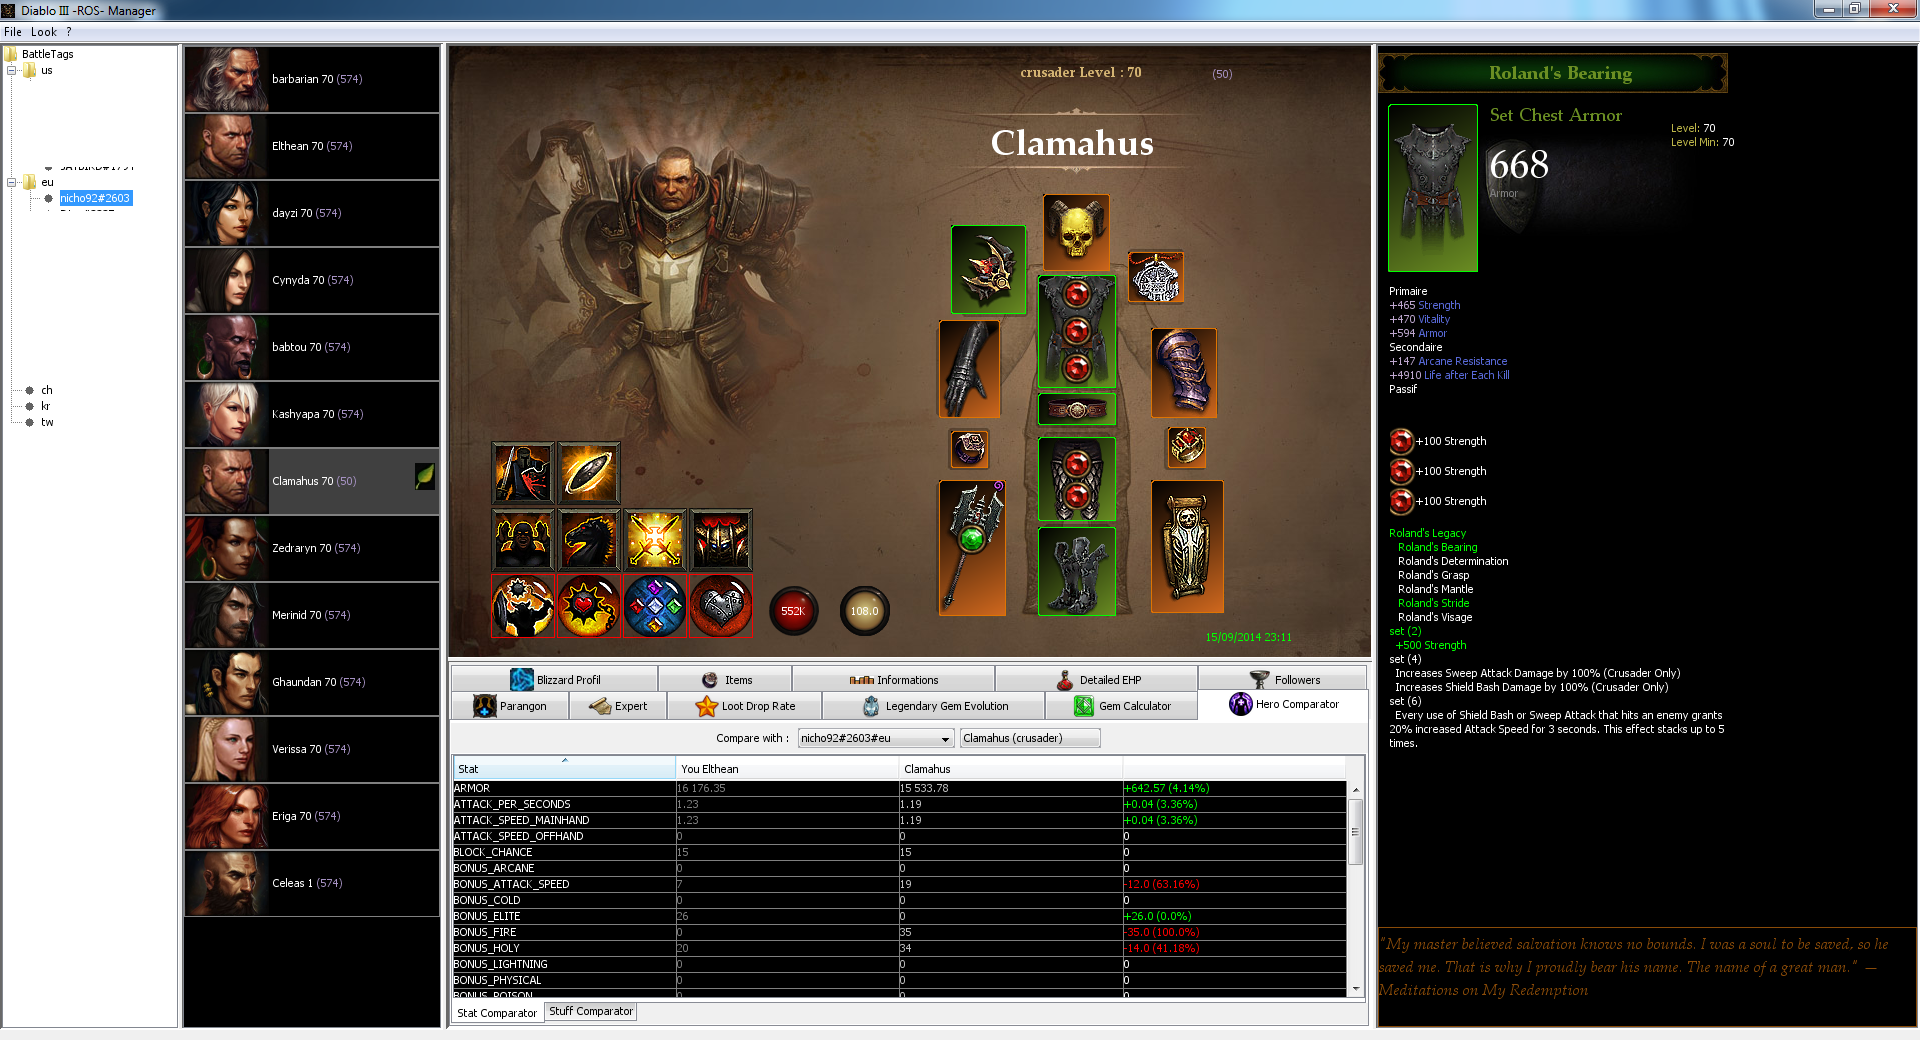 Diablo III -ROS- Manager
File Look ?
BattleTags
us
eu
nicho92#2603
ch
kr
tw
barbarian 70 (574)
Elthean 70 (574)
dayzi 70 (574)
Cynyda 70 (574)
babtou 70 (574)
Kashyapa 70 (574)
Clamahus 70 (50)
Zedraryn 70 (574)
Merinid 70 (574)
Ghaundan 70 (574)
Verissa 70 (574)
Eriga 70 (574)
Celeas 1 (574)
crusader Level : 70 (50)
Clamahus
552K
108.0
15/09/2014 23:11
Blizzard Profil Items Informations Detailed EHP Followers
Parangon Expert Loot Drop Rate Legendary Gem Evolution Gem Calculator Hero Comparator
Compare with : nicho92#2603#eu Clamahus (crusader)
Stat You Elthean Clamahus
ARMOR 16 176.35 15 533.78 +642.57 (4.14%)
ATTACK_PER_SECONDS 1.23 1.19 +0.04 (3.36%)
ATTACK_SPEED_MAINHAND 1.23 1.19 +0.04 (3.36%)
ATTACK_SPEED_OFFHAND 0 0 0
BLOCK_CHANCE 15 15 0
BONUS_ARCANE 0 0 0
BONUS_ATTACK_SPEED 7 19 -12.0 (63.16%)
BONUS_COLD 0 0 0
BONUS_ELITE 26 0 +26.0 (0.0%)
BONUS_FIRE 0 35 -35.0 (100.0%)
BONUS_HOLY 20 34 -14.0 (41.18%)
BONUS_LIGHTNING 0 0 0
BONUS_PHYSICAL 0 0 0
BONUS_POISON 0 0 0
Stat Comparator Stuff Comparator
Roland's Bearing
Set Chest Armor
Level: 70
Level Min: 70
668
Armor
Primaire
+465 Strength
+470 Vitality
+594 Armor
Secondaire
+147 Arcane Resistance
+4910 Life after Each Kill
Passif
+100 Strength
+100 Strength
+100 Strength
Roland's Legacy
Roland's Bearing
Roland's Determination
Roland's Grasp
Roland's Mantle
Roland's Stride
Roland's Visage
set (2)
+500 Strength
set (4)
Increases Sweep Attack Damage by 100% (Crusader Only)
Increases Shield Bash Damage by 100% (Crusader Only)
set (6)
Every use of Shield Bash or Sweep Attack that hits an enemy grants
20% increased Attack Speed for 3 seconds. This effect stacks up to 5
times.
"My master believed salvation knows no bounds. I was a soul to be saved, so he
saved me. That is why I proudly bear his name. The name of a great man." —
Meditations on My Redemption